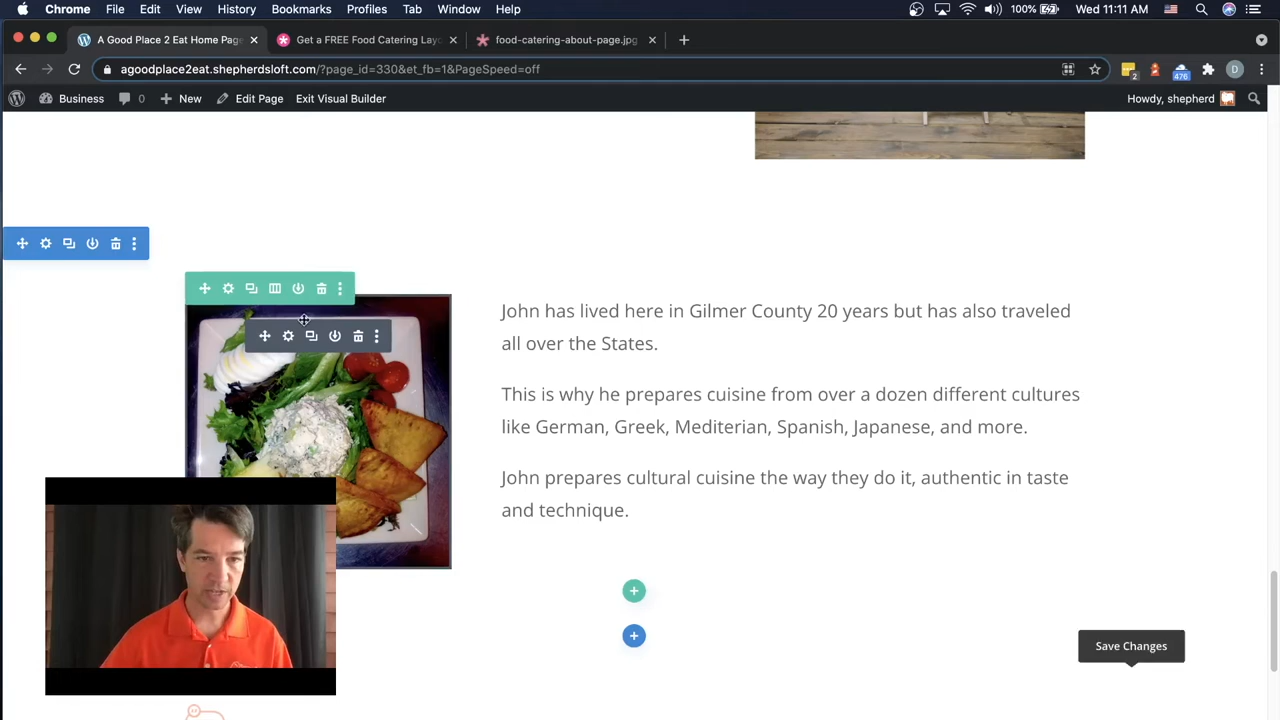 Chrome File Edit View History Bookmarks Profiles Tab Window Help 100% Wed 11:11 AM
A Good Place 2 Eat Home Page Get a FREE Food Catering Layo food-catering-about-page.jpg
agoodplace2eat.shepherdsloft.com/?page_id=330&et_fb=1&PageSpeed=off 2 476 D
Business 0 New Edit Page Exit Visual Builder Howdy, shepherd
John has lived here in Gilmer County 20 years but has also traveled
all over the States.
This is why he prepares cuisine from over a dozen different cultures
like German, Greek, Mediterian, Spanish, Japanese, and more.
John prepares cultural cuisine the way they do it, authentic in taste
and technique.
Save Changes